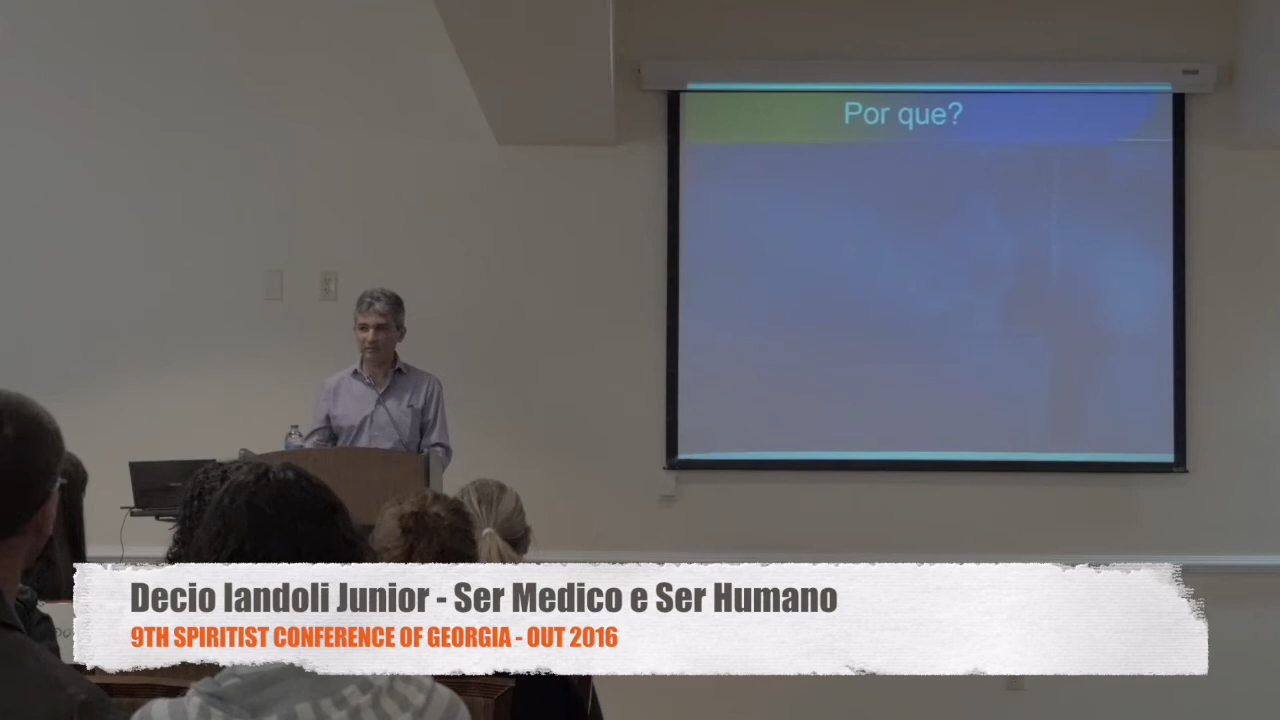 Por que?
Decio Iandoli Junior - Ser Medico e Ser Humano
9TH SPIRITIST CONFERENCE OF GEORGIA - OUT 2016